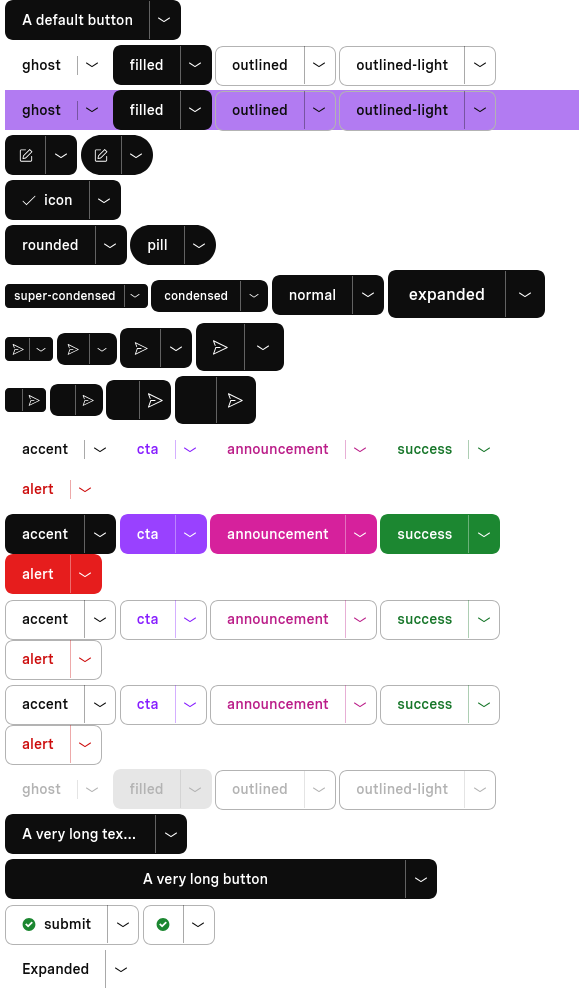 A default button
ghost filled outlined outlined-light
ghost filled outlined outlined-light
icon
rounded pill
super-condensed condensed normal expanded
accent cta announcement success
alert
accent cta announcement success
alert
accent cta announcement success
alert
accent cta announcement success
alert
ghost filled outlined outlined-light
A very long tex...
A very long button
submit
Expanded